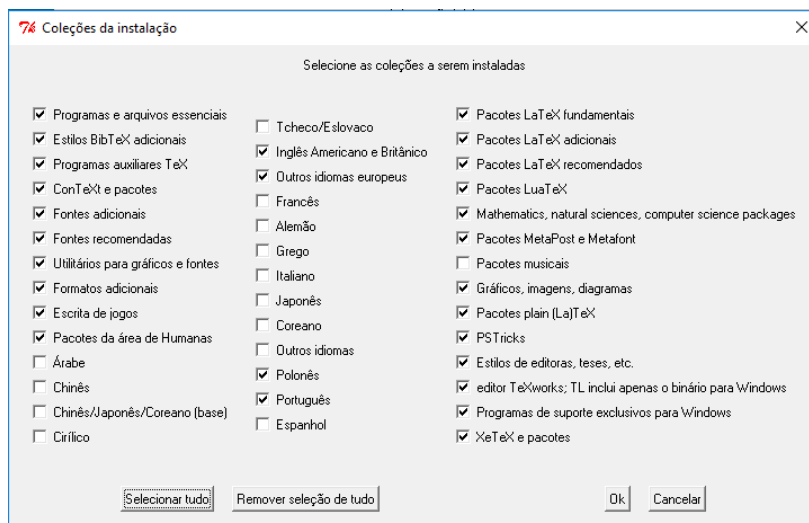 Coleções da instalação
Selecione as coleções a serem instaladas
Programas e arquivos essenciais
Estilos BibTeX adicionais
Programas auxiliares TeX
ConTeXt e pacotes
Fontes adicionais
Fontes recomendadas
Utilitários para gráficos e fontes
Formatos adicionais
Escrita de jogos
Pacotes da área de Humanas
Árabe
Chinês
Chinês/Japonês/Coreano (base)
Cirílico
Tcheco/Eslovaco
Inglês Americano e Britânico
Outros idiomas europeus
Francês
Alemão
Grego
Italiano
Japonês
Coreano
Outros idiomas
Polonês
Português
Espanhol
Pacotes LaTeX fundamentais
Pacotes LaTeX adicionais
Pacotes LaTeX recomendados
Pacotes LuaTeX
Mathematics, natural sciences, computer science packages
Pacotes MetaPost e Metafont
Pacotes musicais
Gráficos, imagens, diagramas
Pacotes plain (La)TeX
PSTricks
Estilos de editoras, teses, etc.
editor TeXworks; TL inclui apenas o binário para Windows
Programas de suporte exclusivos para Windows
XeTeX e pacotes
Selecionar tudo
Remover seleção de tudo
Ok
Cancelar